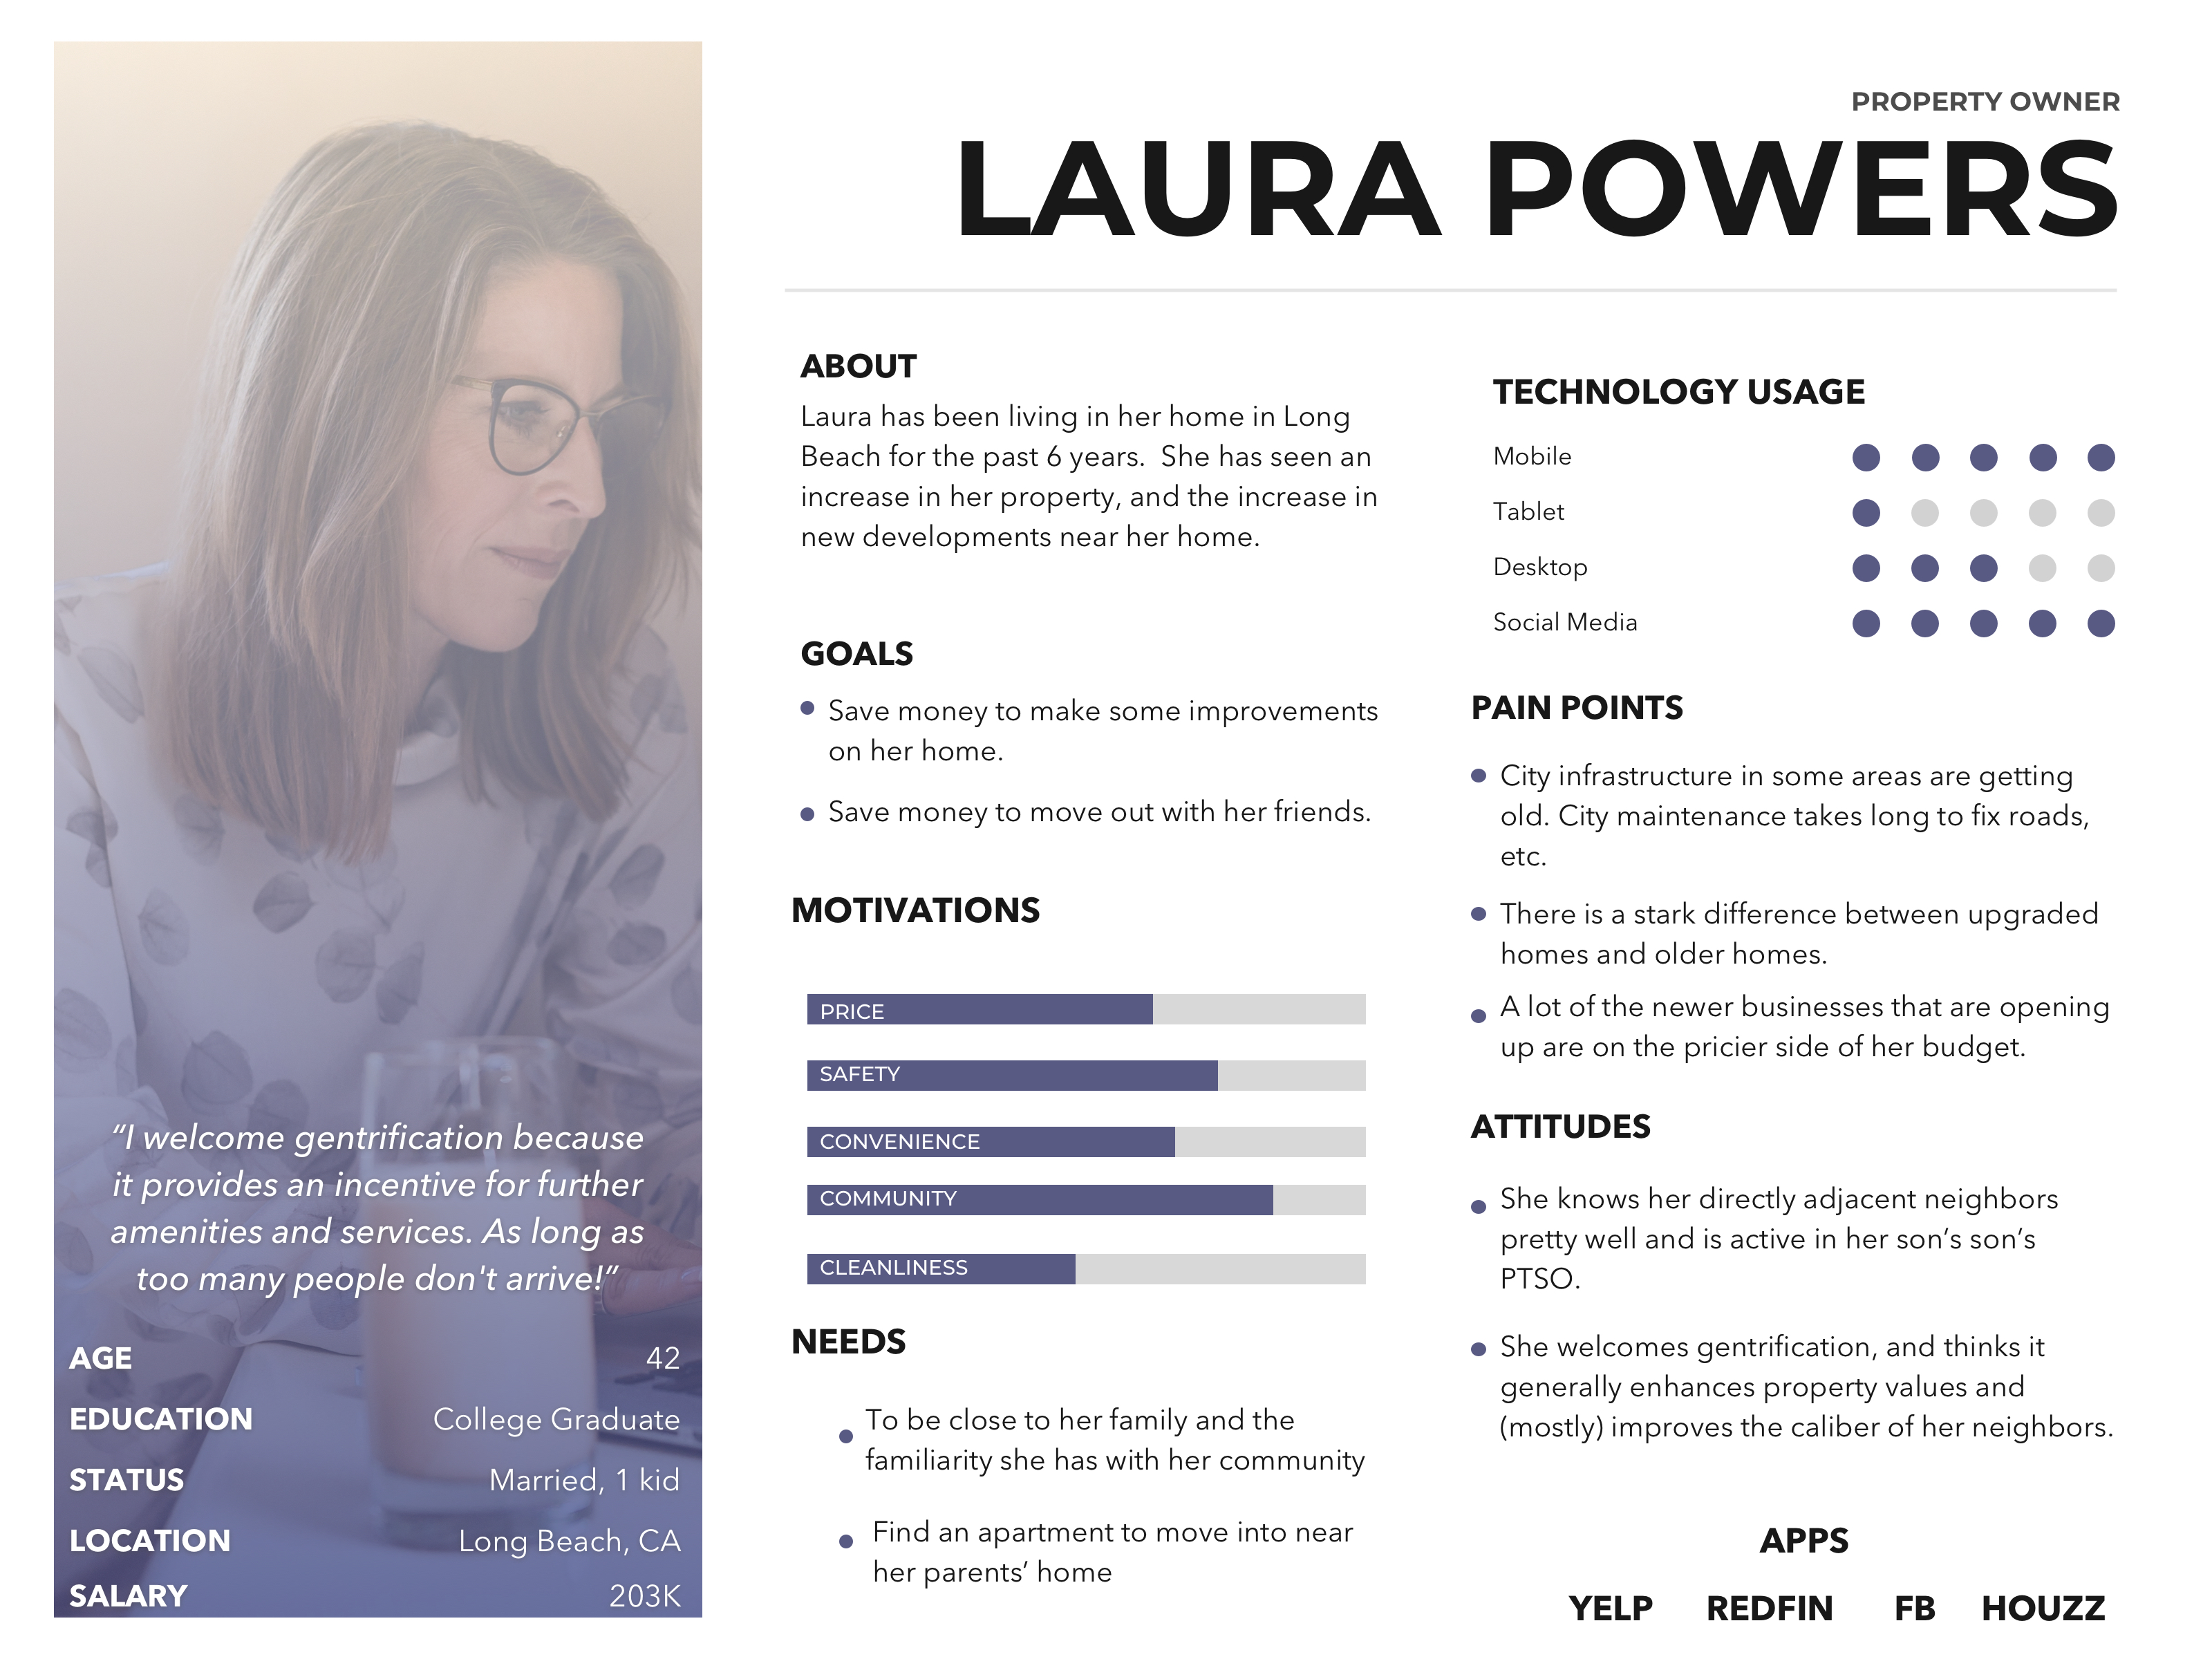 PROPERTY OWNER
LAURA POWERS
“I welcome gentrification because
it provides an incentive for further
amenities and services. As long as
too many people don't arrive!”
AGE 42
EDUCATION College Graduate
STATUS Married, 1 kid
LOCATION Long Beach, CA
SALARY 203K
ABOUT
Laura has been living in her home in Long
Beach for the past 6 years.  She has seen an
increase in her property, and the increase in
new developments near her home.
GOALS
Save money to make some improvements
on her home.
Save money to move out with her friends.
MOTIVATIONS
PRICE
SAFETY
CONVENIENCE
COMMUNITY
CLEANLINESS
NEEDS
To be close to her family and the
familiarity she has with her community
Find an apartment to move into near
her parents’ home
TECHNOLOGY USAGE
Mobile
Tablet
Desktop
Social Media
PAIN POINTS
City infrastructure in some areas are getting
old. City maintenance takes long to fix roads,
etc.
There is a stark difference between upgraded
homes and older homes.
A lot of the newer businesses that are opening
up are on the pricier side of her budget.
ATTITUDES
She knows her directly adjacent neighbors
pretty well and is active in her son’s son’s
PTSO.
She welcomes gentrification, and thinks it
generally enhances property values and
(mostly) improves the caliber of her neighbors.
APPS
YELP REDFIN FB HOUZZ